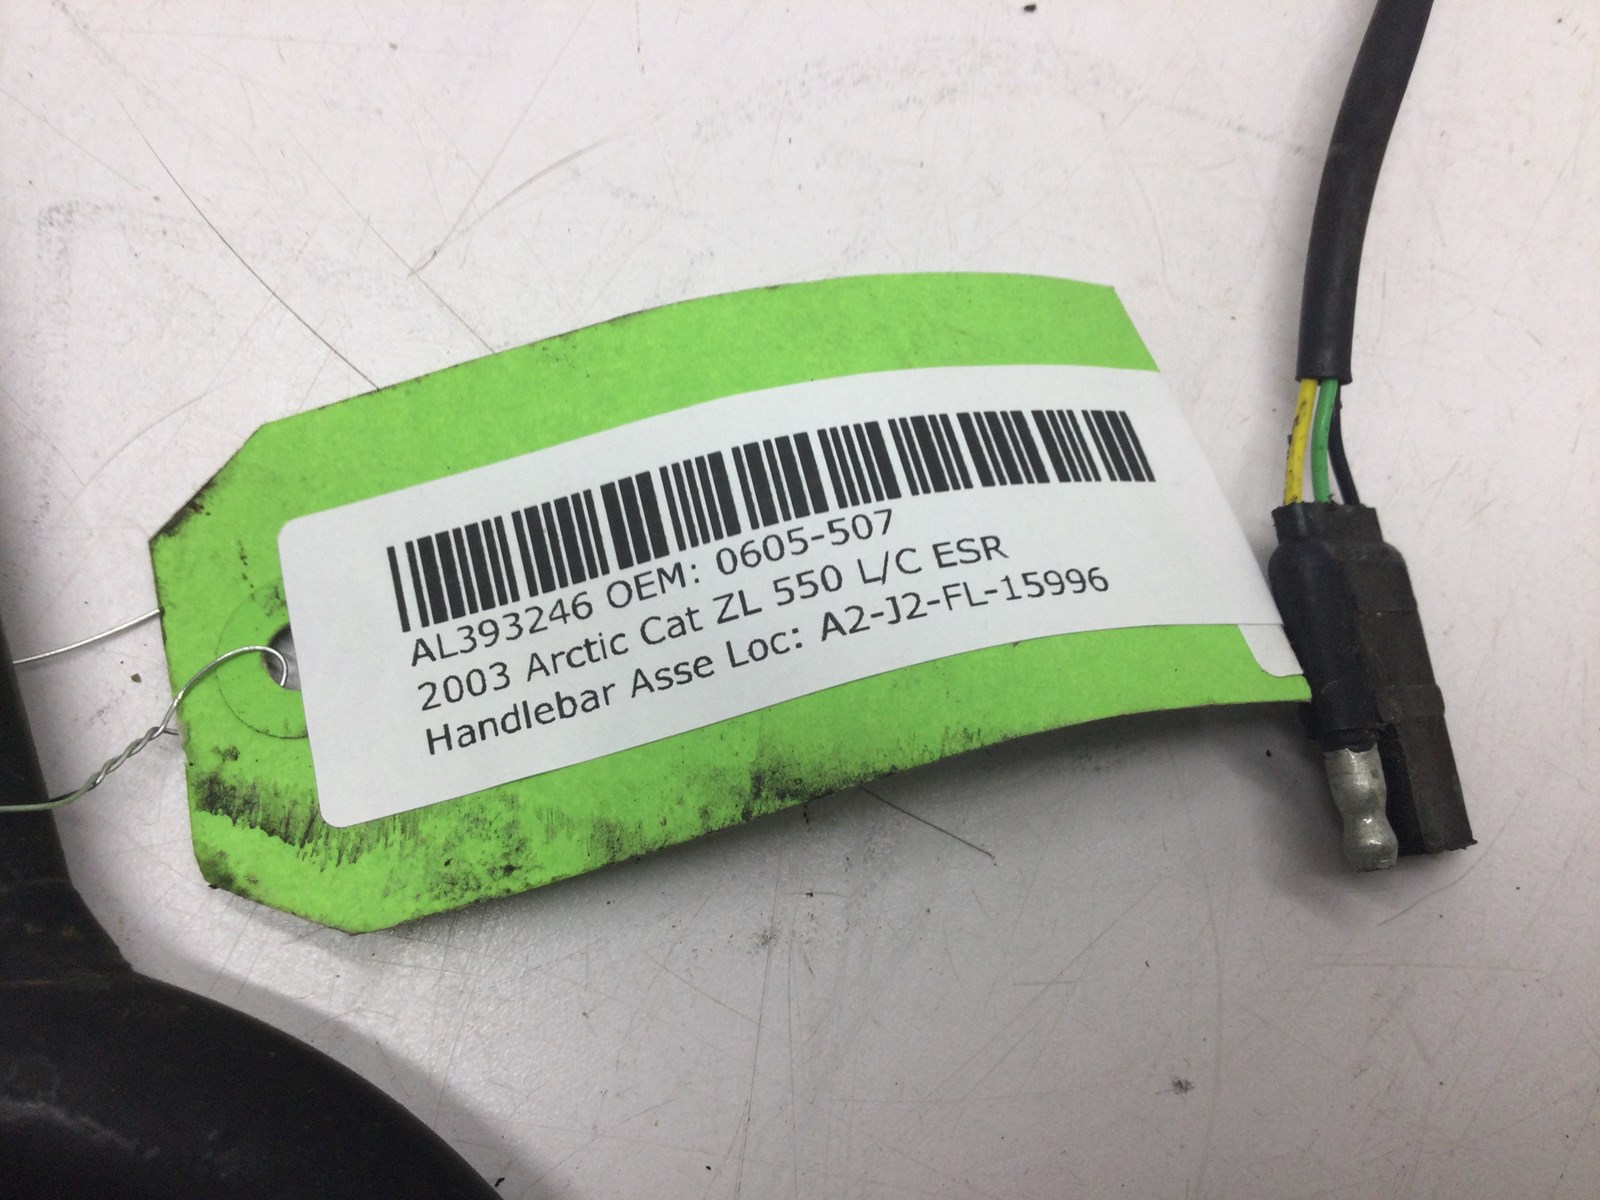 AL393246 OEM: 0605-507
2003 Arctic Cat ZL 550 L/C ESR
Handlebar Asse Loc: A2-J2-FL-15996